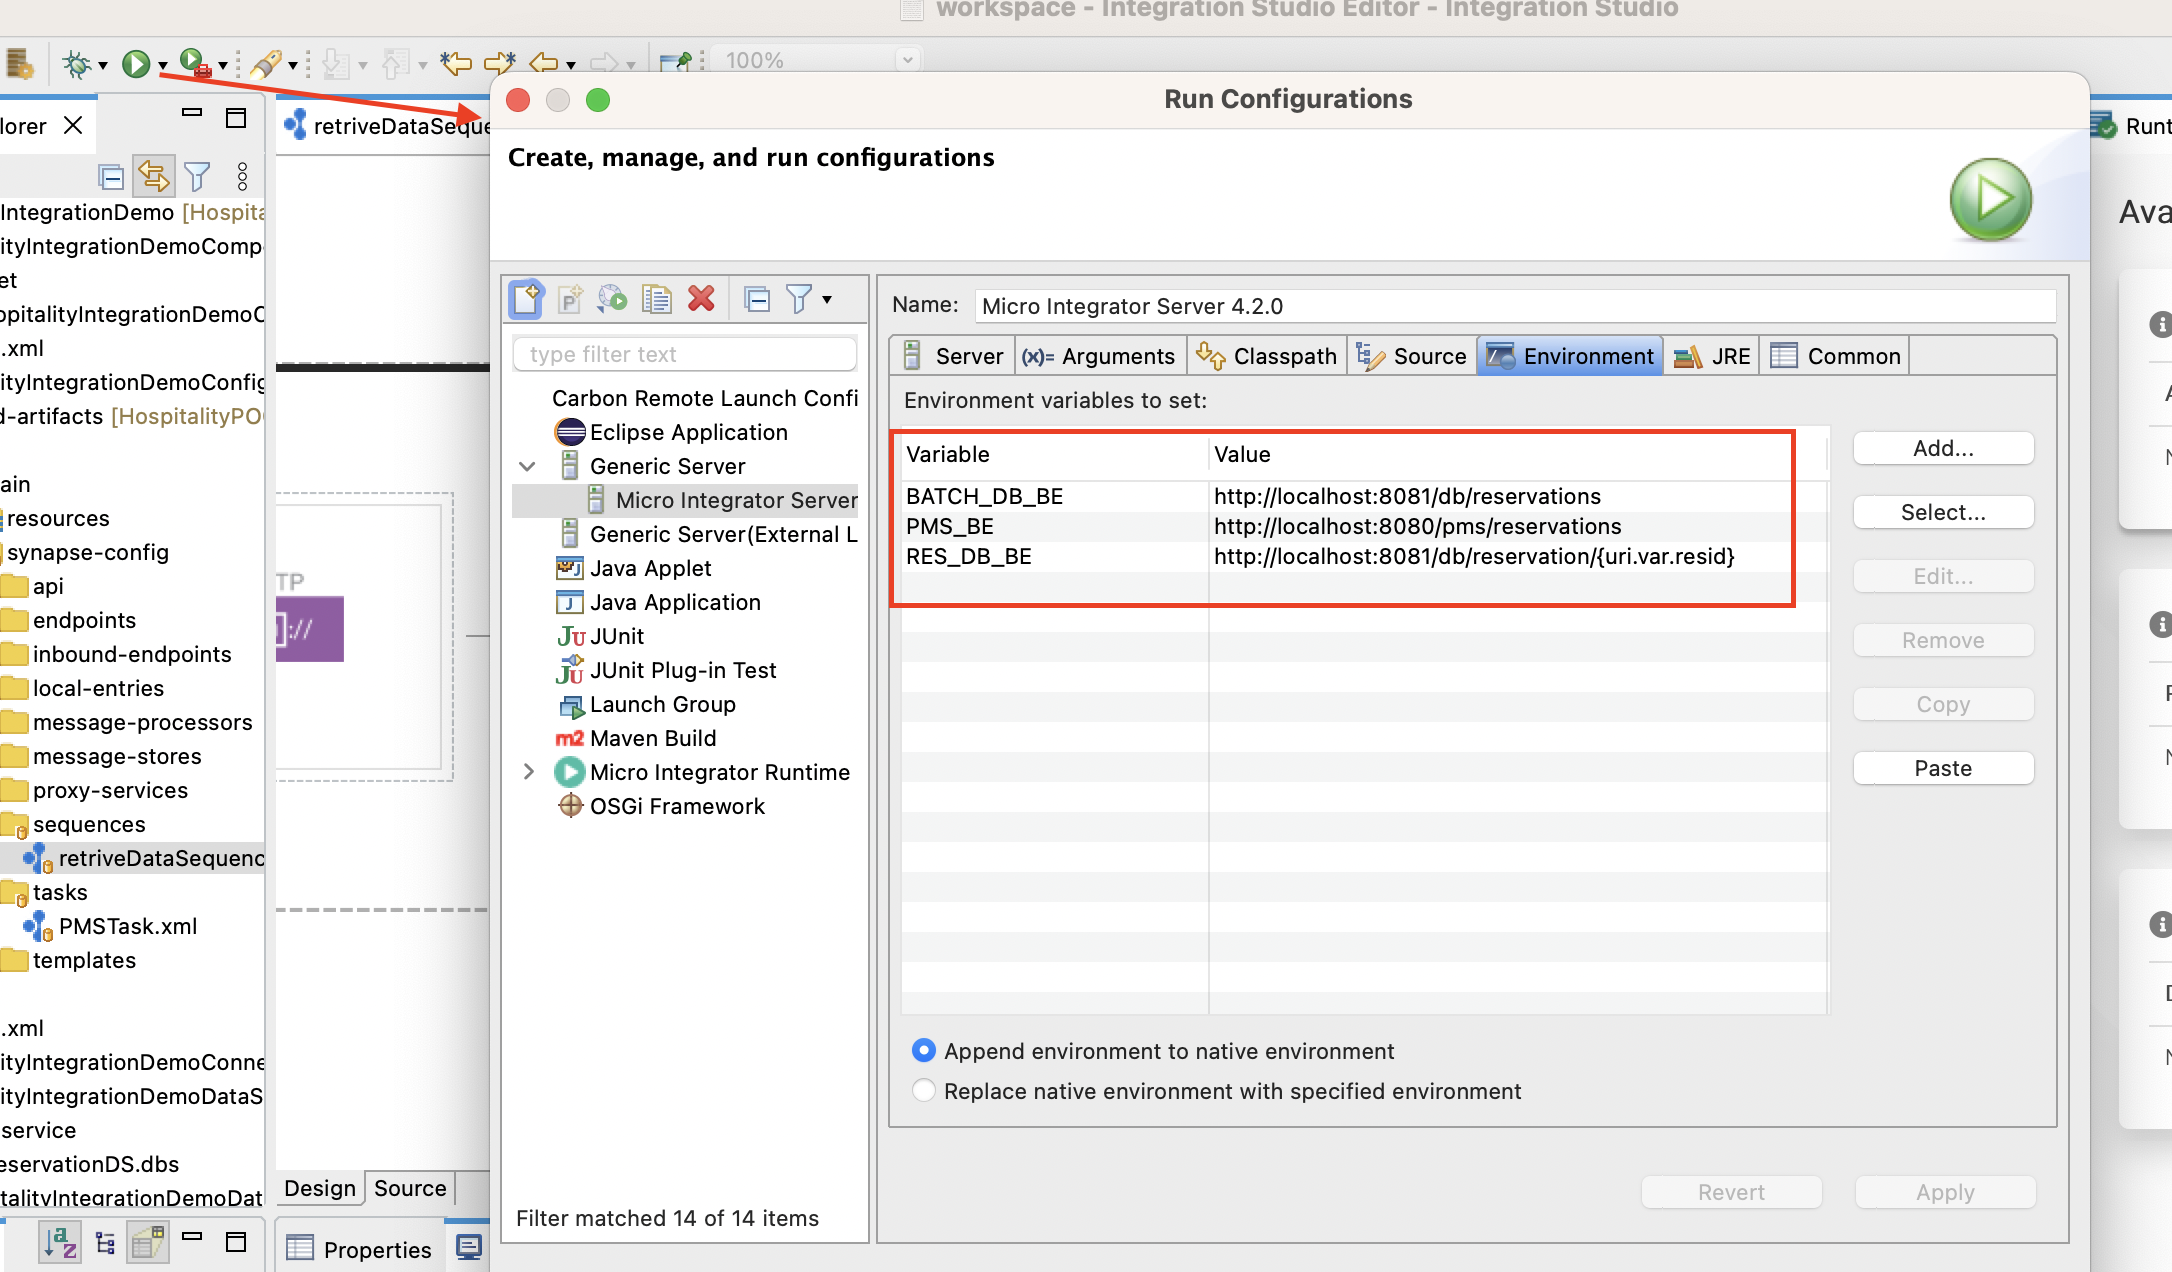 workspace - Integration Studio Editor - Integration Studio
100%
lorer
retriveDataSeque
Runt
Run Configurations
Create, manage, and run configurations
IntegrationDemo [Hospita
ityIntegrationDemoComp
et
ospitalityIntegrationDemoC
.xml
ityIntegrationDemoConfig
d-artifacts [HospitalityPO
ain
resources
synapse-config
api
endpoints
inbound-endpoints
local-entries
message-processors
message-stores
proxy-services
sequences
retriveDataSequenc
tasks
PMSTask.xml
templates
.xml
ityIntegrationDemoConne
ityIntegrationDemoDataS
service
eservationDS.dbs
talityIntegrationDemoDat
TP
://
Design
Source
Properties
type filter text
Carbon Remote Launch Confi
Eclipse Application
Generic Server
Micro Integrator Server
Generic Server(External L
Java Applet
Java Application
JUnit
JUnit Plug-in Test
Launch Group
m2 Maven Build
Micro Integrator Runtime
OSGi Framework
Filter matched 14 of 14 items
Name: Micro Integrator Server 4.2.0
Server (x)= Arguments Classpath Source Environment JRE Common
Environment variables to set:
Variable Value
BATCH_DB_BE http://localhost:8081/db/reservations
PMS_BE http://localhost:8080/pms/reservations
RES_DB_BE http://localhost:8081/db/reservation/{uri.var.resid}
Add...
Select...
Edit...
Remove
Copy
Paste
Append environment to native environment
Replace native environment with specified environment
Revert Apply
Ava